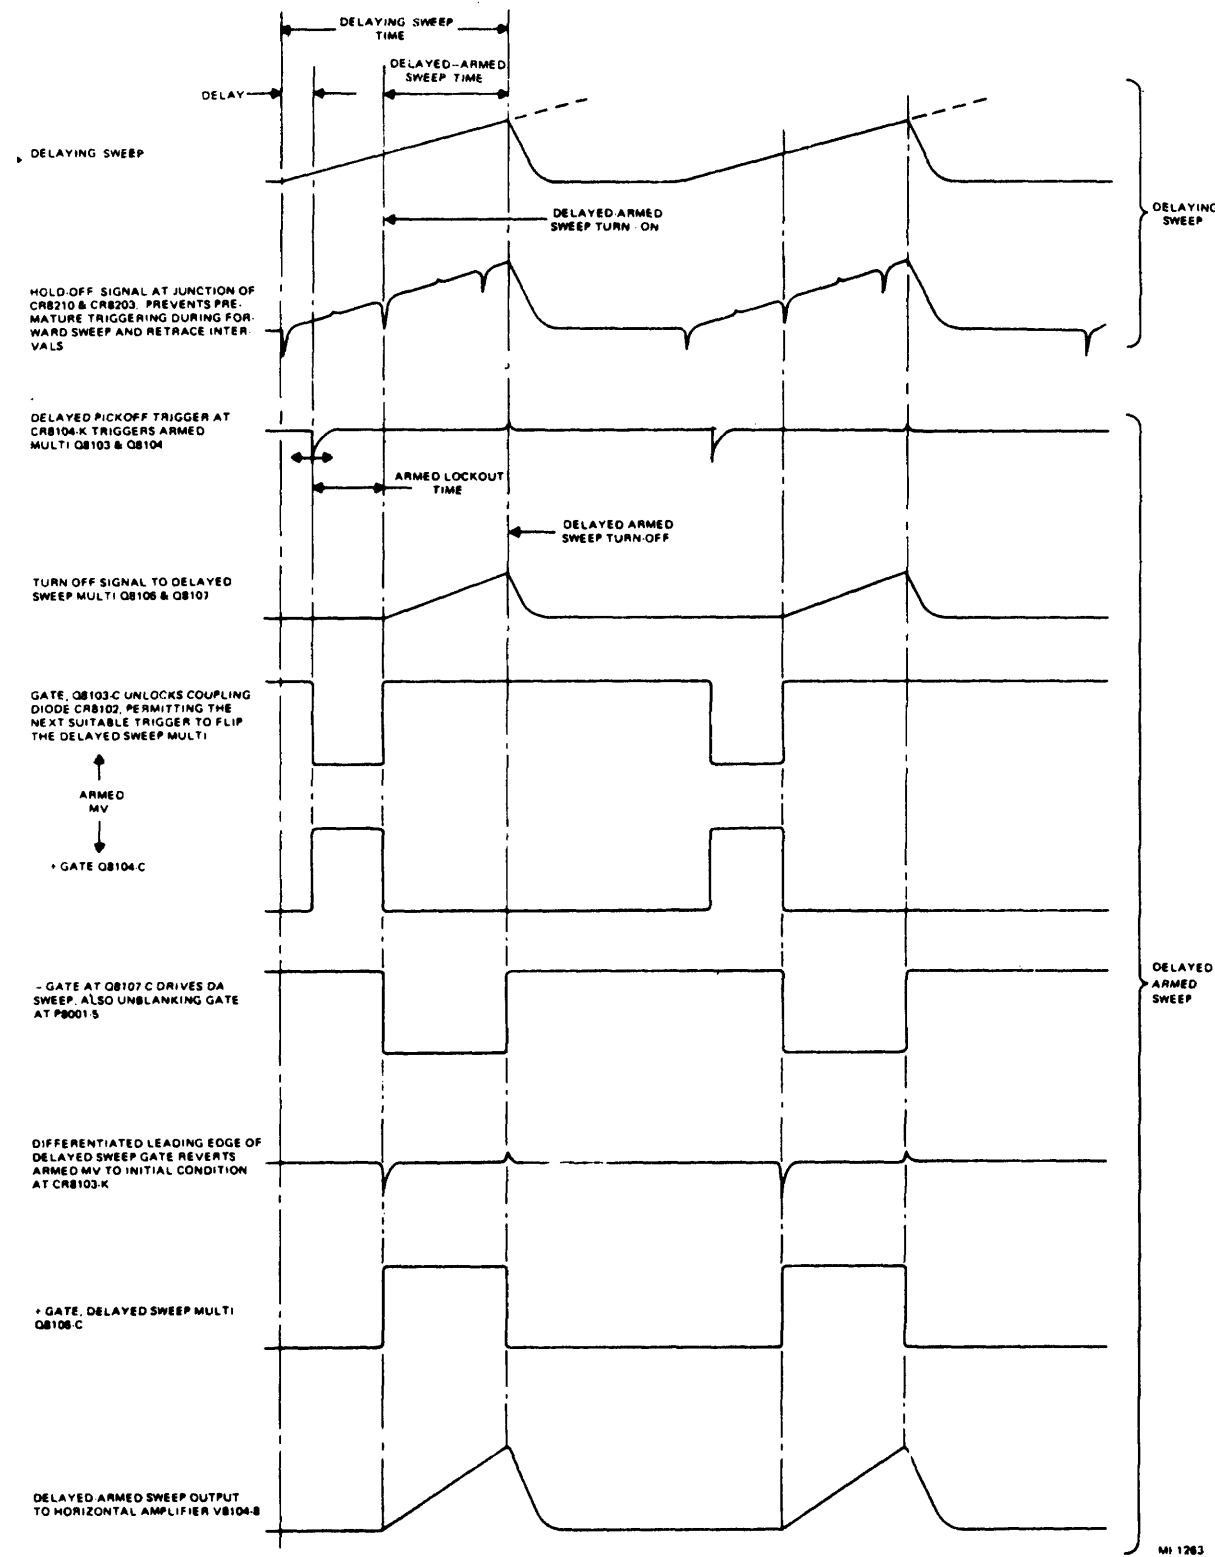 DELAYING SWEEP
TIME
DELAYED-ARMED
SWEEP TIME
DELAY
DELAYING SWEEP
DELAYED-ARMED
SWEEP TURN-ON
DELAYING
SWEEP
HOLD-OFF SIGNAL AT JUNCTION OF
CR8210 & CR8203, PREVENTS PRE-
MATURE TRIGGERING DURING FOR-
WARD SWEEP AND RETRACE INTER-
VALS
DELAYED PICKOFF TRIGGER AT
CR8104-K TRIGGERS ARMED
MULTI Q8103 & Q8104
ARMED LOCKOUT
TIME
DELAYED ARMED
SWEEP TURN-OFF
TURN OFF SIGNAL TO DELAYED
SWEEP MULTI Q8106 & Q8107
GATE, Q8103-C UNLOCKS COUPLING
DIODE CR8102, PERMITTING THE
NEXT SUITABLE TRIGGER TO FLIP
THE DELAYED SWEEP MULTI
ARMED
MV
+ GATE Q8104-C
- GATE AT Q8107 C DRIVES DA
SWEEP, ALSO UNBLANKING GATE
AT P8001-5
DELAYED
ARMED
SWEEP
DIFFERENTIATED LEADING EDGE OF
DELAYED SWEEP GATE REVERTS
ARMED MV TO INITIAL CONDITION
AT CR8103-K
+ GATE, DELAYED SWEEP MULTI
Q8106-C
DELAYED-ARMED SWEEP OUTPUT
TO HORIZONTAL AMPLIFIER V8104-8
MI 1263